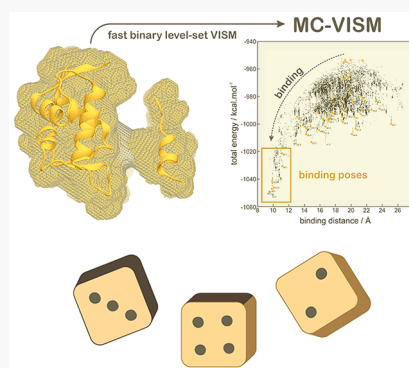 fast binary level-set VISM
MC-VISM
-940
-960
-980
-1000
-1020
-1040
-1060
total energy / kcal.mol⁻¹
binding
binding poses
8 10 12 14 16 18 20 22 24 26
binding distance / Å